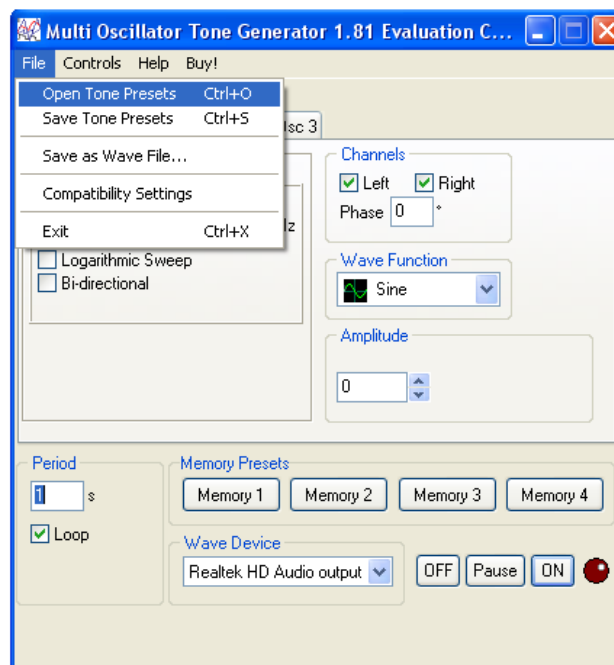 Multi Oscillator Tone Generator 1.81 Evaluation C...
File Controls Help Buy!
Open Tone Presets Ctrl+O
Save Tone Presets Ctrl+S
Save as Wave File...
Compatibility Settings
Exit Ctrl+X
3
Logarithmic Sweep
Bi-directional
Channels
Left Right
Phase 0 °
Wave Function
Sine
Amplitude
0
Period
1 s
Loop
Memory Presets
Memory 1 Memory 2 Memory 3 Memory 4
Wave Device
Realtek HD Audio output
OFF Pause ON